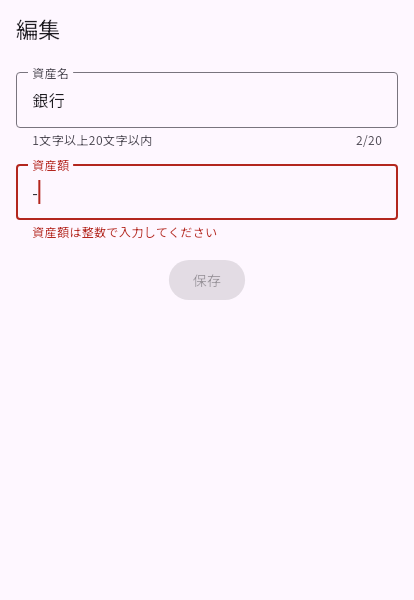 編集
資産名
銀行
1文字以上20文字以内 2/20
資産額
-
資産額は整数で入力してください
保存